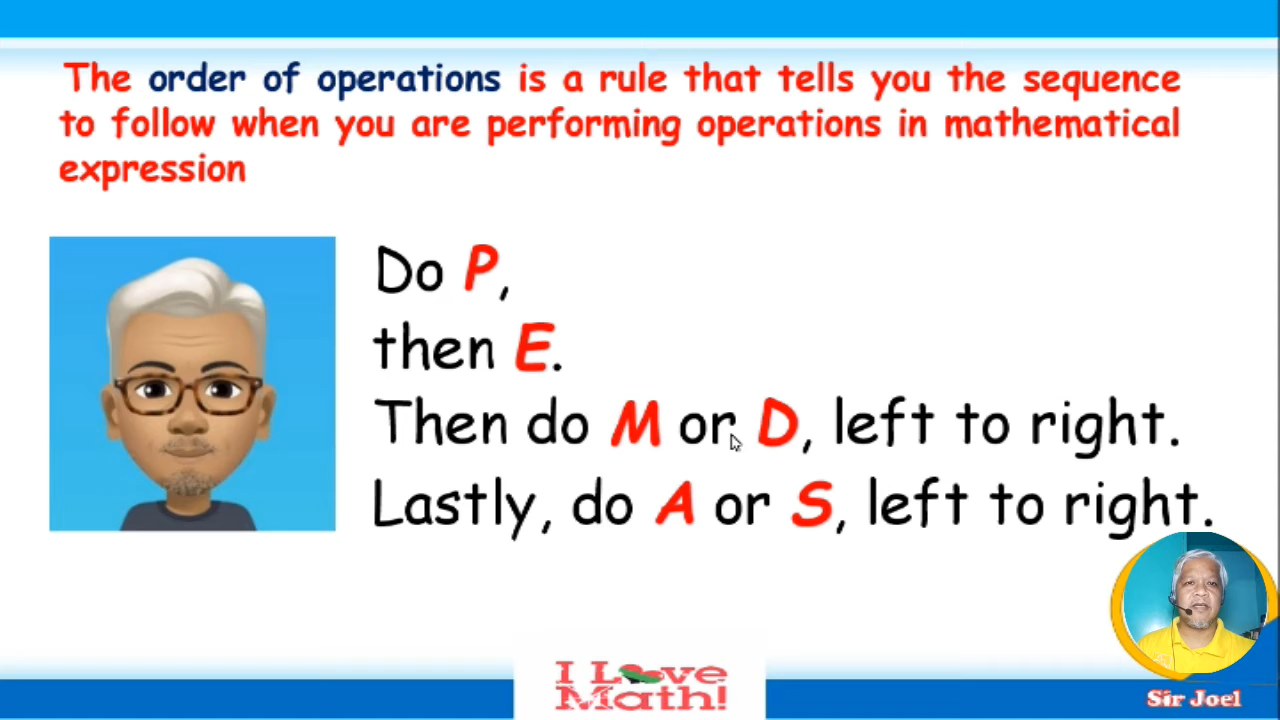 The order of operations is a rule that tells you the sequence
to follow when you are performing operations in mathematical
expression
Do P,
then E.
Then do M or D, left to right.
Lastly, do A or S, left to right.
I Love
Math!
Sir Joel